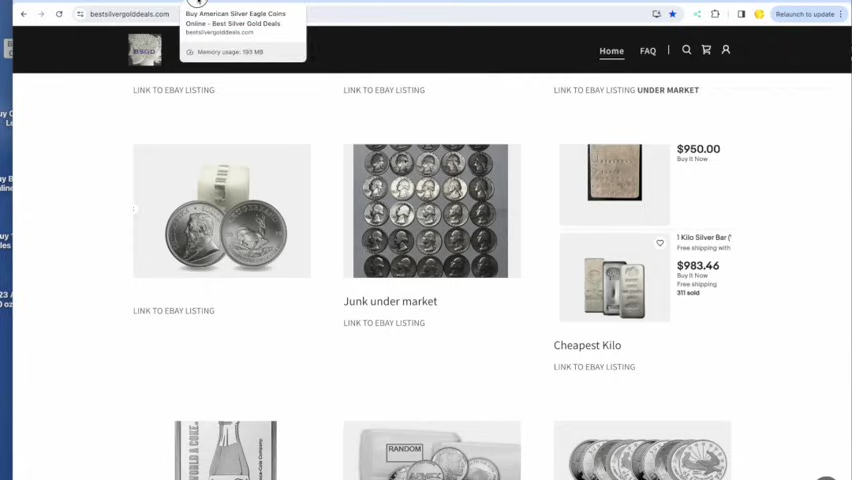 bestsilvergolddeals.com
Buy American Silver Eagle Coins
Online - Best Silver Gold Deals
bestsilvergolddeals.com
Memory usage: 193 MB
Relaunch to update
BSGD
Home
FAQ
LINK TO EBAY LISTING
LINK TO EBAY LISTING
LINK TO EBAY LISTING UNDER MARKET
$950.00
Buy It Now
1 Kilo Silver Bar (
Free shipping with
$983.46
Buy It Now
Free shipping
311 sold
LINK TO EBAY LISTING
Junk under market
LINK TO EBAY LISTING
Cheapest Kilo
LINK TO EBAY LISTING
RANDOM